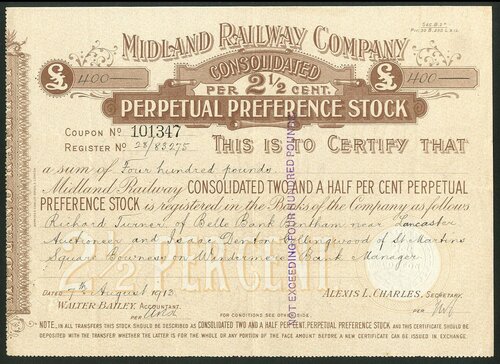 MIDLAND RAILWAY COMPANY
CONSOLIDATED
£ 400 PER 2½ CENT. £ 400
PERPETUAL PREFERENCE STOCK
COUPON No 101347
REGISTER No 28/83275
THIS IS TO CERTIFY THAT
a sum of Four hundred pounds
Midland Railway CONSOLIDATED TWO AND A HALF PER CENT PERPETUAL
PREFERENCE STOCK is registered in the Books of the Company as follows
Richard Turner of Belle Bank Bentham near Lancaster
Auctioneer and Isaac Denton Collingwood of St Martins
Square Bowness on Windermere Bank Manager
2½ PER CENT
NOT EXCEEDING FOUR HUNDRED POUNDS
DATED 7th August 1913
WALTER BAILEY, ACCOUNTANT.
ALEXIS L. CHARLES, SECRETARY,
PER
PER
FOR CONDITIONS SEE OTHER SIDE.
NOTE, IN ALL TRANSFERS THIS STOCK SHOULD BE DESCRIBED AS CONSOLIDATED TWO AND A HALF PER CENT. PERPETUAL PREFERENCE STOCK AND THIS CERTIFICATE SHOULD BE
DEPOSITED WITH THE TRANSFER WHETHER THE LATTER IS FOR THE WHOLE OR ANY PORTION OF THE FACE AMOUNT BEFORE A NEW CERTIFICATE CAN BE ISSUED IN EXCHANGE.